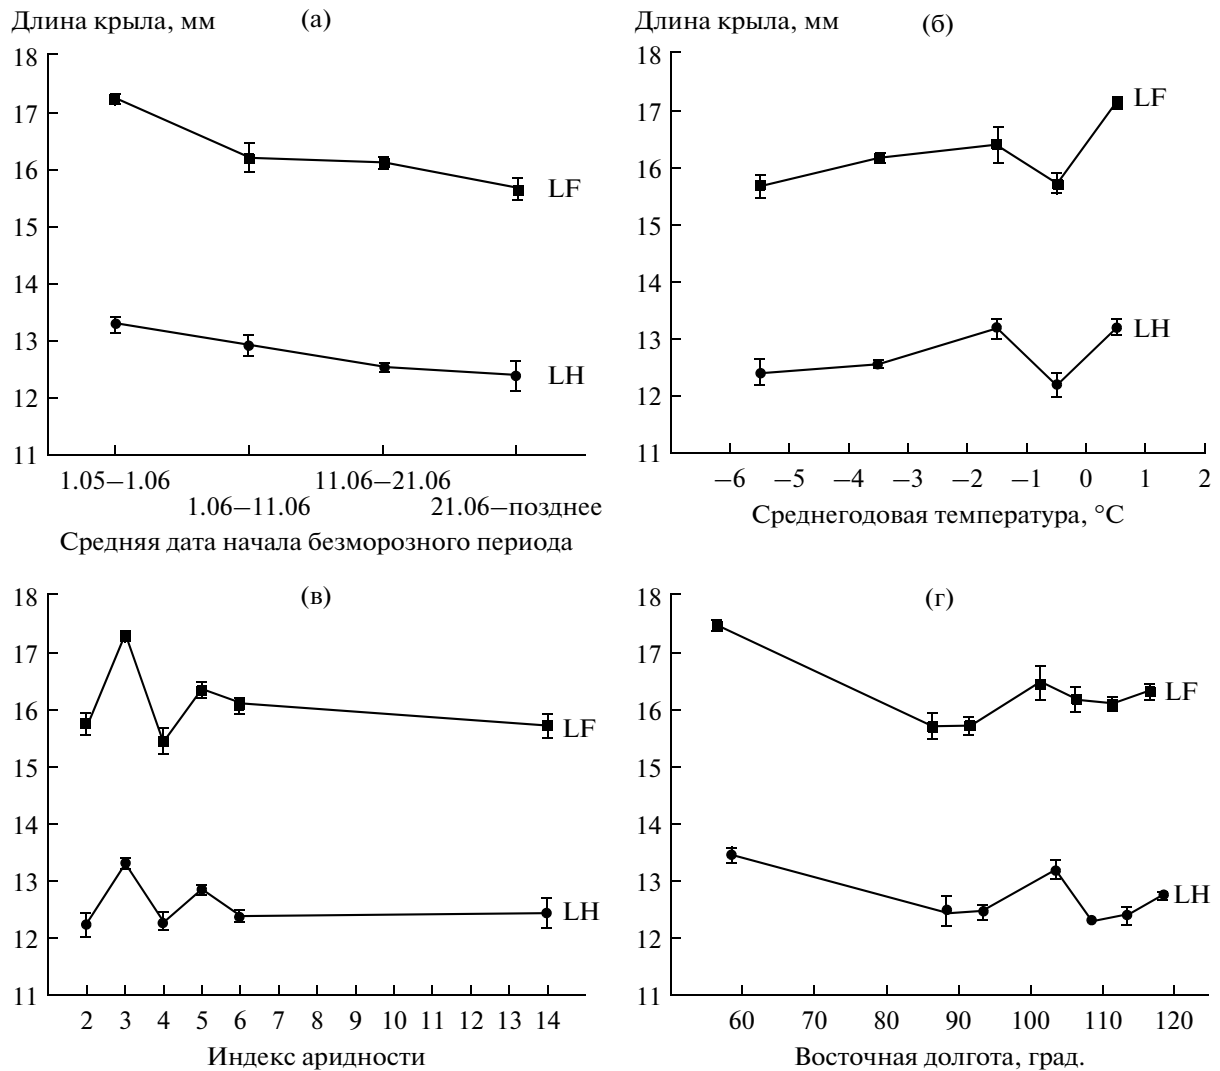 Длина крыла, мм
(а)
18
17
16
15
14
13
12
11
LF
LH
1.05–1.06
11.06–21.06
1.06–11.06
21.06–позднее
Средняя дата начала безморозного периода
Длина крыла, мм
(б)
18
17
16
15
14
13
12
11
LF
LH
–6 –5 –4 –3 –2 –1 0 1 2
Среднегодовая температура, °C
(в)
18
17
16
15
14
13
12
11
LF
LH
2 3 4 5 6 7 8 9 10 11 12 13 14
Индекс аридности
(г)
18
17
16
15
14
13
12
11
LF
LH
60 70 80 90 100 110 120
Восточная долгота, град.